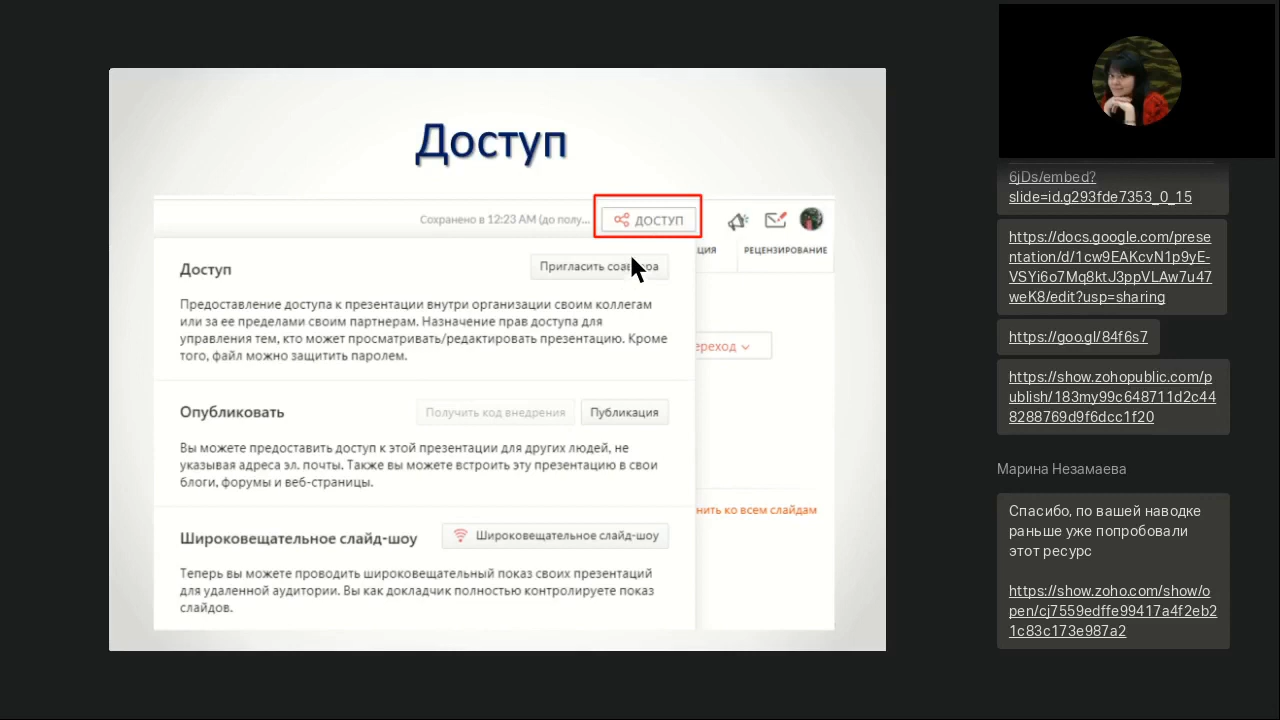 Доступ
Сохранено в 12:23 AM (до полу...
ДОСТУП
ЦИЯ
РЕЦЕНЗИРОВАНИЕ
Доступ
Пригласить
Предоставление доступа к презентации внутри организации своим коллегам
или за ее пределами своим партнерам. Назначение прав доступа для
управления тем, кто может просматривать/редактировать презентацию. Кроме
того, файл можно защитить паролем.
ереход
Опубликовать
Получить код внедрения
Публикация
Вы можете предоставить доступ к этой презентации для других людей, не
указывая адреса эл. почты. Также вы можете встроить эту презентацию в свои
блоги, форумы и веб-страницы.
нить ко всем слайдам
Широковещательное слайд-шоу
Широковещательное слайд-шоу
Теперь вы можете проводить широковещательный показ своих презентаций
для удаленной аудитории. Вы как докладчик полностью контролируете показ
слайдов.
6jDs/embed?
slide=id.g293fde7353_0_15
https://docs.google.com/prese
ntation/d/1cw9EAKcvN1p9yE-
VSYi6o7Mq8ktJ3ppVLAw7u47
weK8/edit?usp=sharing
https://goo.gl/84f6s7
https://show.zohopublic.com/p
ublish/183my99c648711d2c44
8288769d9f6dcc1f20
Марина Незамаева
Спасибо, по вашей наводке
раньше уже попробовали
этот ресурс
https://show.zoho.com/show/o
pen/cj7559edffe99417a4f2eb2
1c83c173e987a2